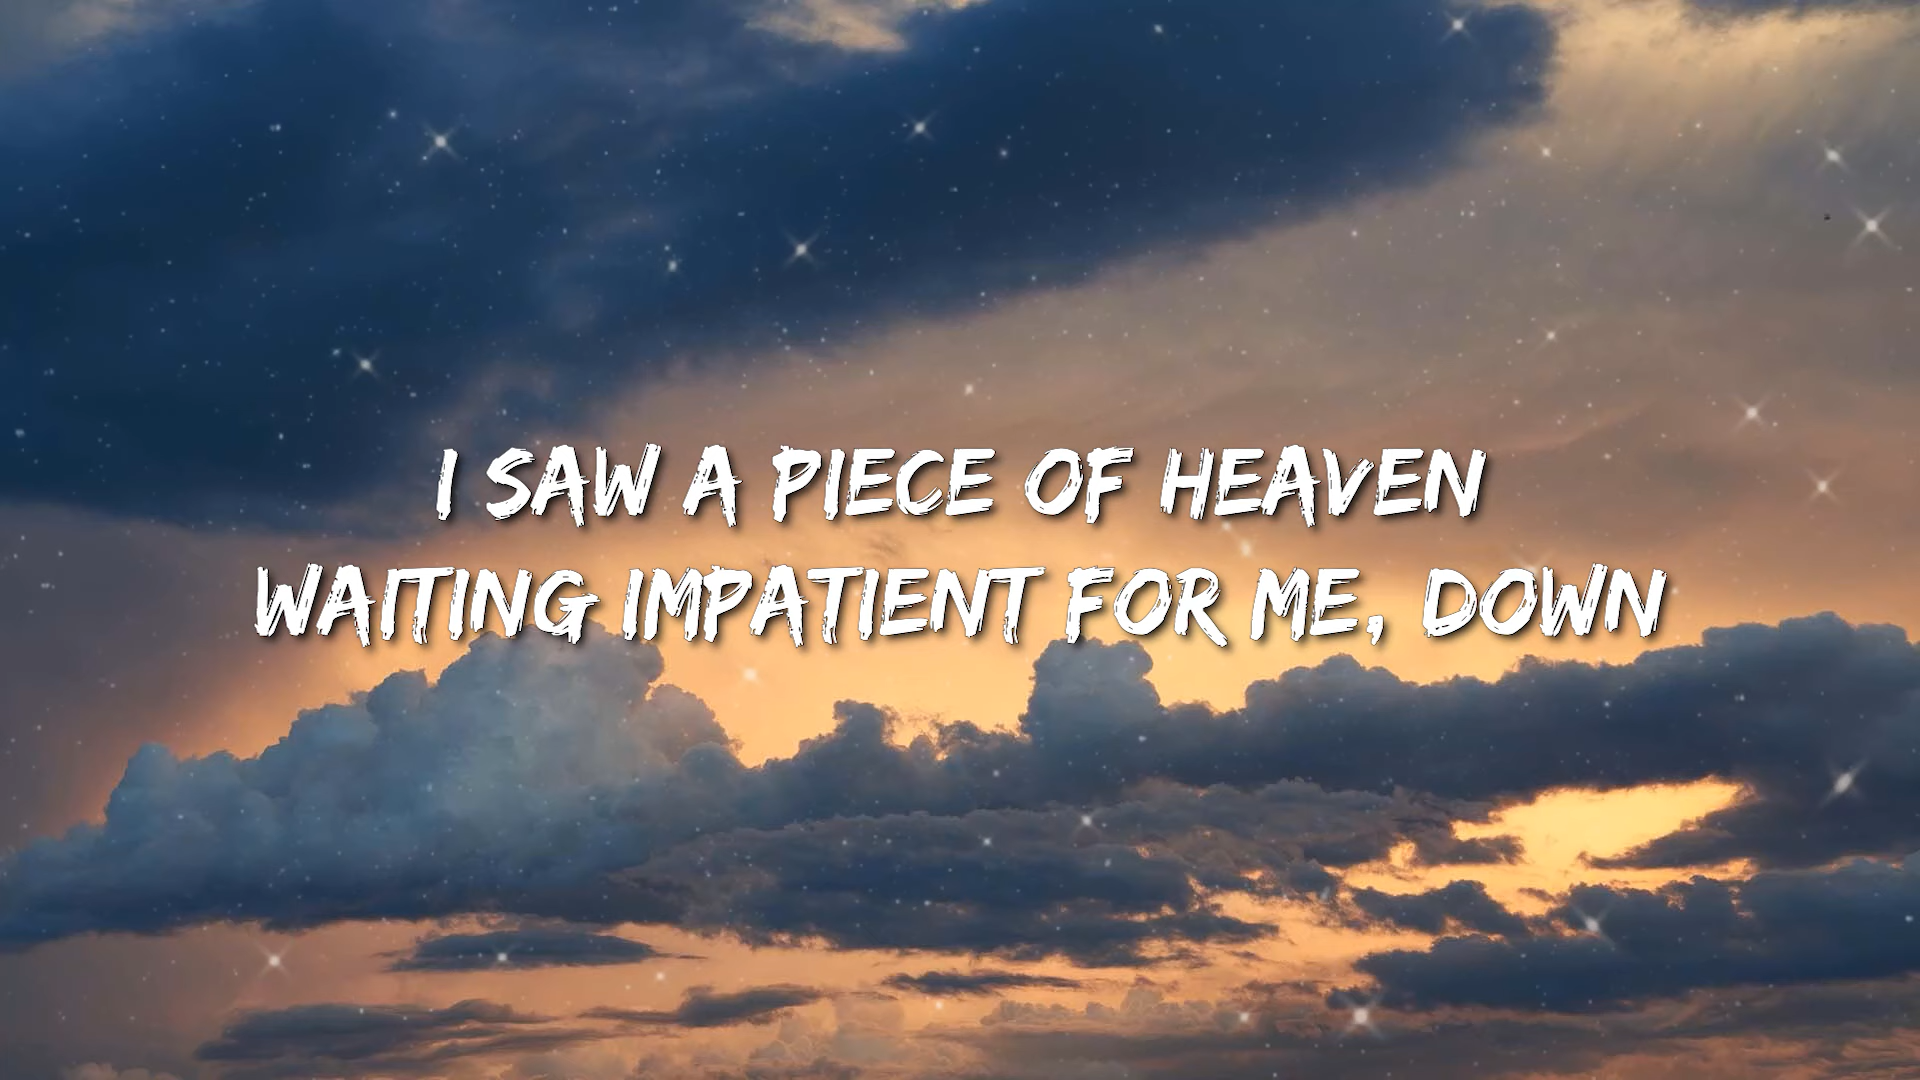 I SAW A PIECE OF HEAVEN
WAITING IMPATIENT FOR ME, DOWN